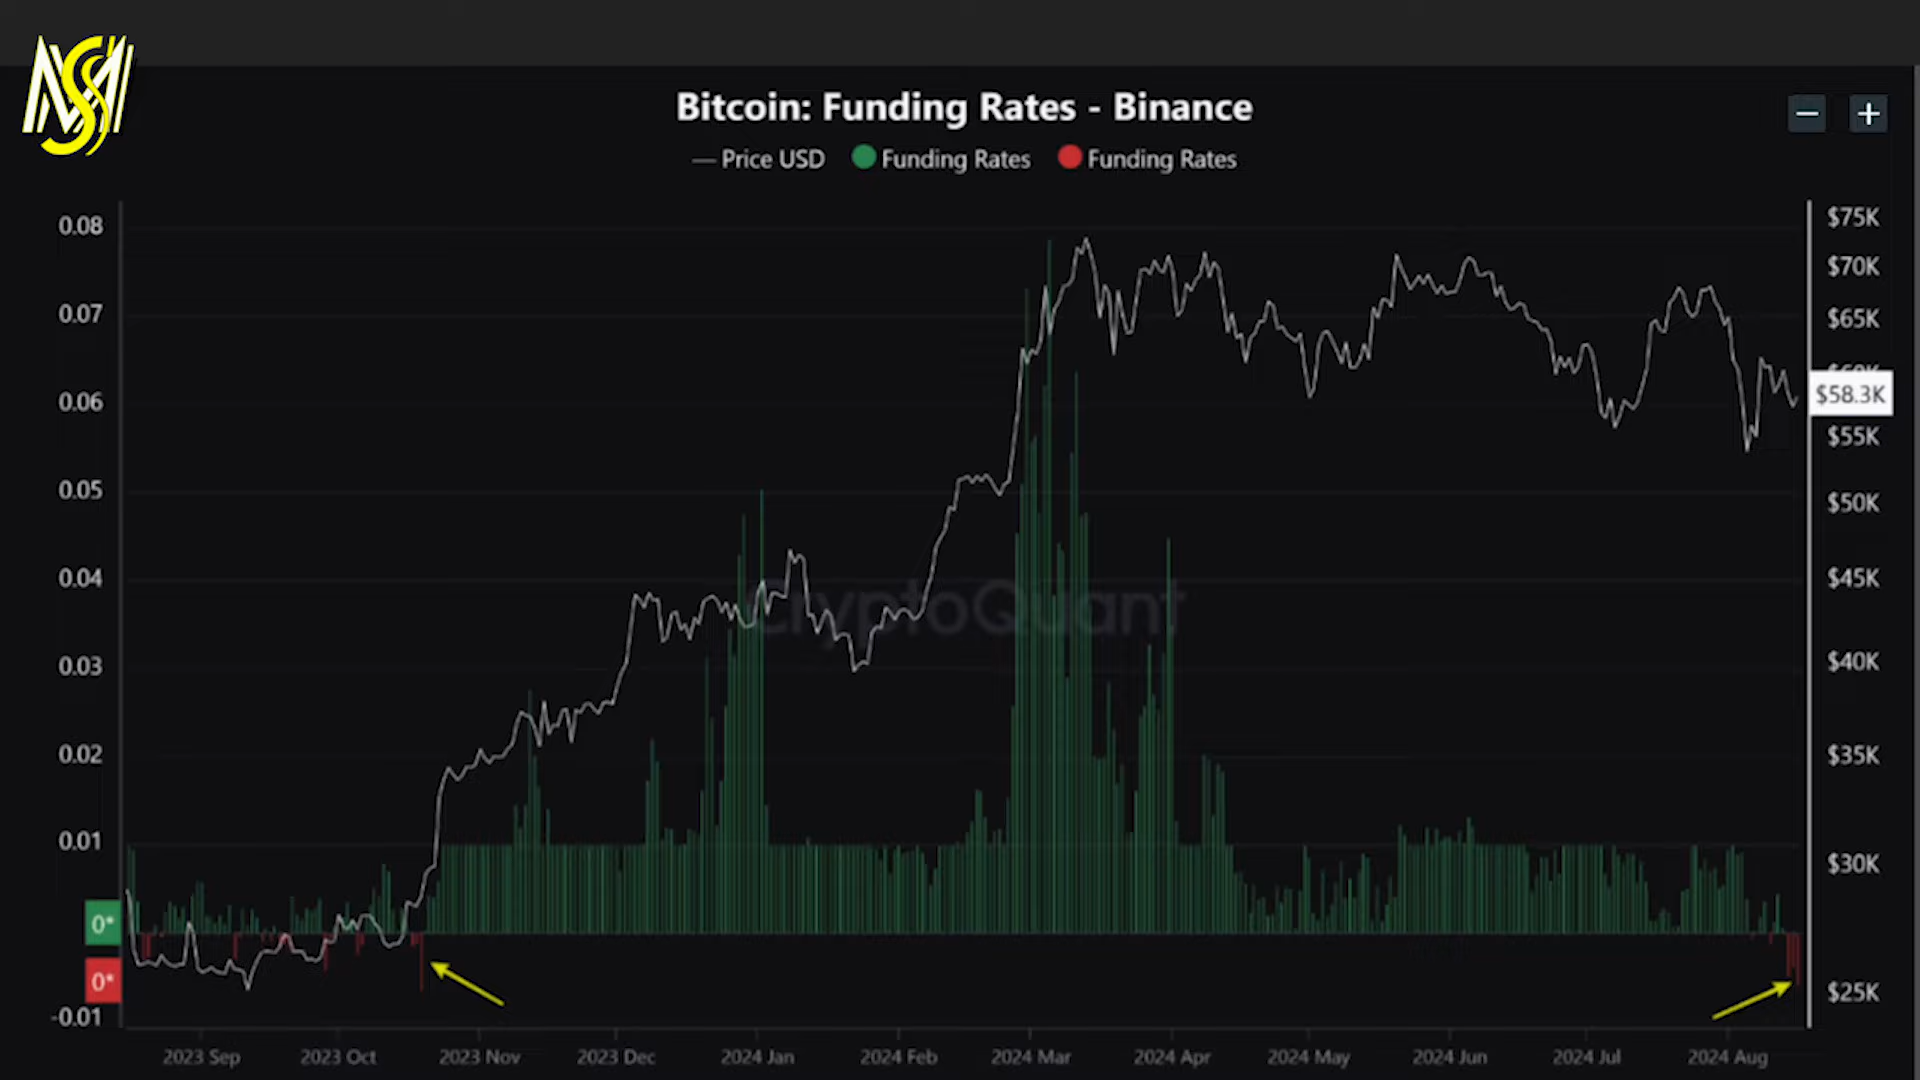 MSS
Bitcoin: Funding Rates - Binance
− +
Price USD Funding Rates Funding Rates
0.08
0.07
0.06
0.05
0.04
0.03
0.02
0.01
0*
0*
-0.01
CryptoQuant
$75K
$70K
$65K
$60K
$58.3K
$55K
$50K
$45K
$40K
$35K
$30K
$25K
2023 Sep 2023 Oct 2023 Nov 2023 Dec 2024 Jan 2024 Feb 2024 Mar 2024 Apr 2024 May 2024 Jun 2024 Jul 2024 Aug